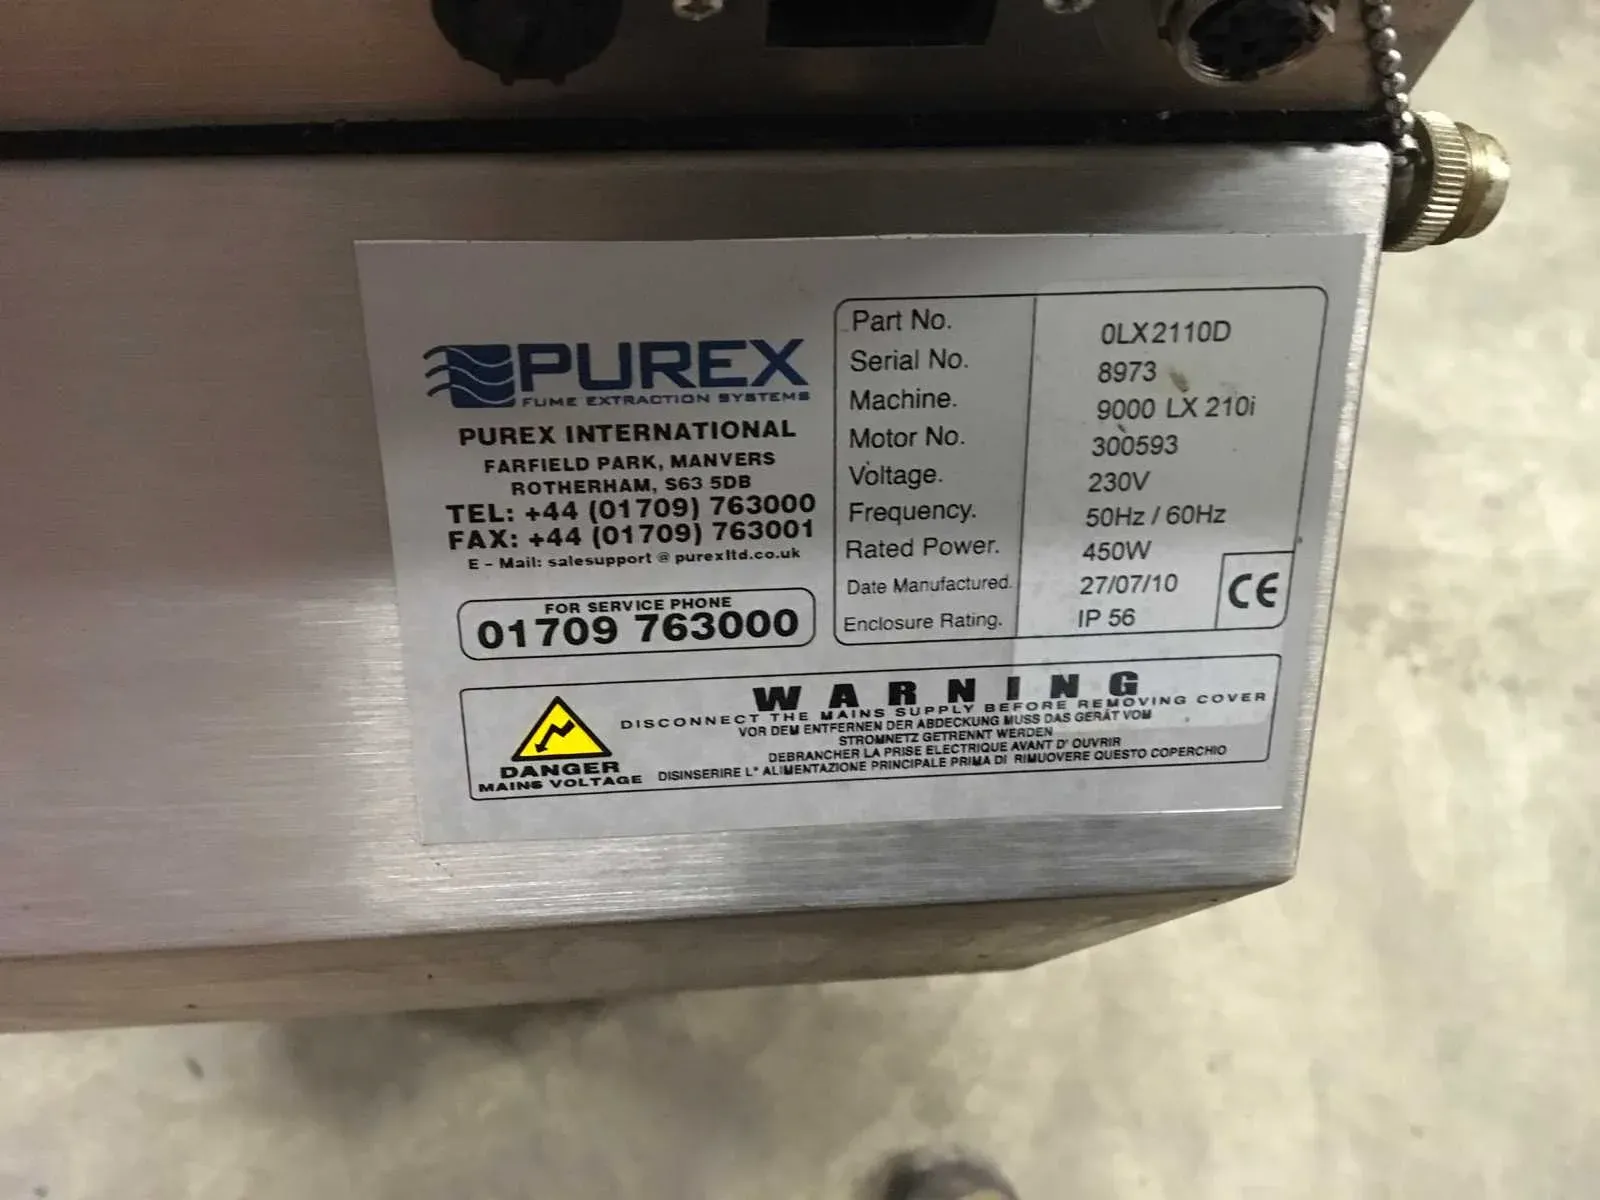 PUREX
FUME EXTRACTION SYSTEMS
PUREX INTERNATIONAL
FARFIELD PARK, MANVERS
ROTHERHAM, S63 5DB
TEL: +44 (01709) 763000
FAX: +44 (01709) 763001
E - Mail: salesupport @ purexltd.co.uk
FOR SERVICE PHONE
01709 763000
Part No. 0LX2110D
Serial No. 8973
Machine. 9000 LX 210i
Motor No. 300593
Voltage. 230V
Frequency. 50Hz / 60Hz
Rated Power. 450W
Date Manufactured. 27/07/10
Enclosure Rating. IP 56
CE
WARNING
DISCONNECT THE MAINS SUPPLY BEFORE REMOVING COVER
VOR DEM ENTFERNEN DER ABDECKUNG MUSS DAS GERÄT VOM
STROMNETZ GETRENNT WERDEN
DEBRANCHER LA PRISE ELECTRIQUE AVANT D' OUVRIR
DISINSERIRE L' ALIMENTAZIONE PRINCIPALE PRIMA DI RIMUOVERE QUESTO COPERCHIO
DANGER
MAINS VOLTAGE